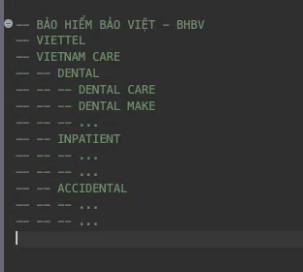 -- BẢO HIỂM BẢO VIỆT - BHBV
-- VIETTEL
-- VIETNAM CARE
-- -- DENTAL
-- -- -- DENTAL CARE
-- -- -- DENTAL MAKE
-- -- -- ...
-- -- INPATIENT
-- -- -- ...
-- -- -- ...
-- -- ACCIDENTAL
-- -- -- ...
-- -- -- ...